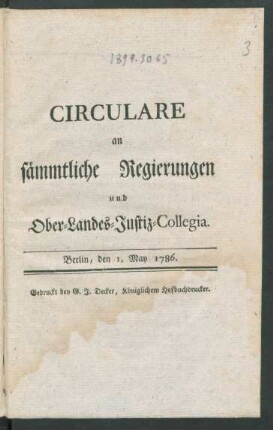 1899.3065
3
CIRCULARE
an
sämmtliche Regierungen
und
Ober-Landes-Justiz-Collegia.
Berlin, den 1. May 1786.
Gedruckt bey G. J. Decker, Königlichem Hofbuchdrucker.